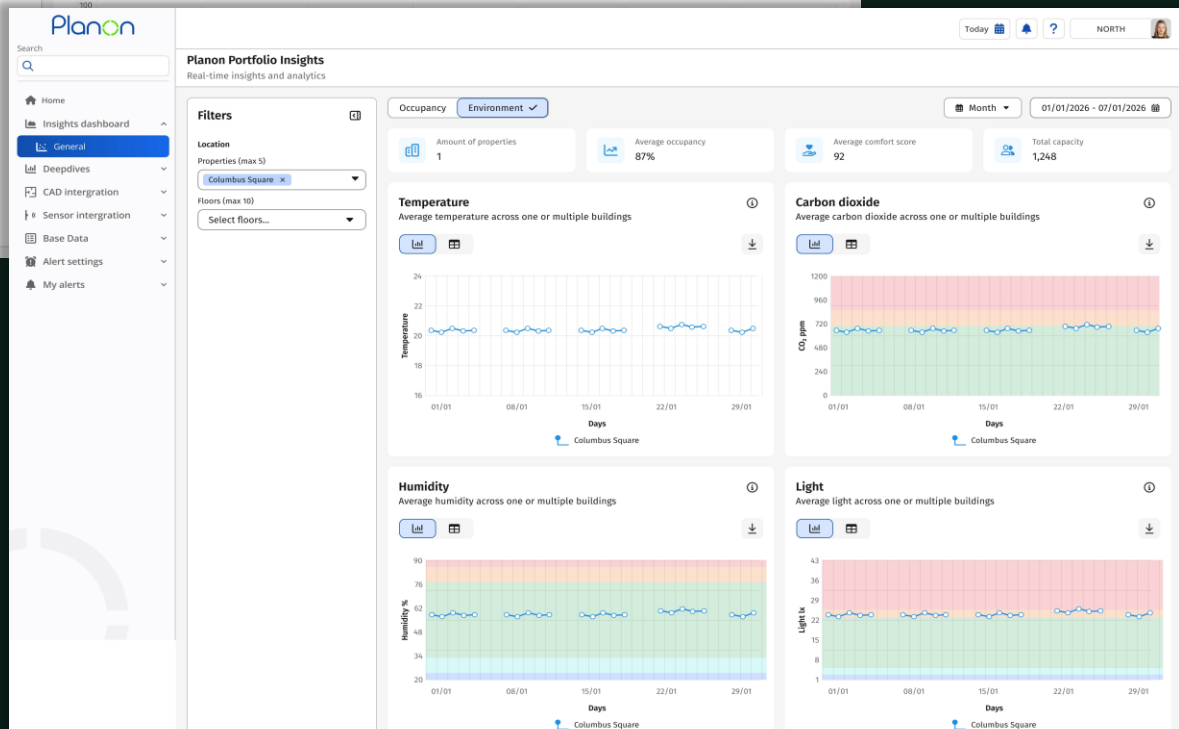 100
Planon
Search
Home
Insights dashboard
General
Deepdives
CAD intergration
Sensor intergration
Base Data
Alert settings
My alerts
Today
?
NORTH
Planon Portfolio Insights
Real-time insights and analytics
Filters
Location
Properties (max 5)
Columbus Square ×
Floors (max 10)
Select floors...
Occupancy
Environment
Month
01/01/2026 - 07/01/2026
Amount of properties
1
Average occupancy
87%
Average comfort score
92
Total capacity
1,248
Temperature
Average temperature across one or multiple buildings
24
22
20
18
16
Temperature
01/01
08/01
15/01
22/01
29/01
Days
Columbus Square
Carbon dioxide
Average carbon dioxide across one or multiple buildings
1200
960
720
480
240
0
CO₂ ppm
01/01
08/01
15/01
22/01
29/01
Days
Columbus Square
Humidity
Average humidity across one or multiple buildings
90
76
62
48
34
20
Humidity %
01/01
08/01
15/01
22/01
29/01
Days
Columbus Square
Light
Average light across one or multiple buildings
43
36
29
22
15
8
1
Light lx
01/01
08/01
15/01
22/01
29/01
Days
Columbus Square